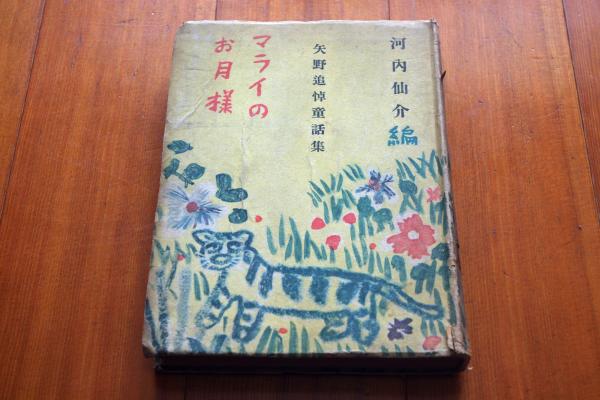 河内仙介編
矢野追悼童話集
マライの
お月様